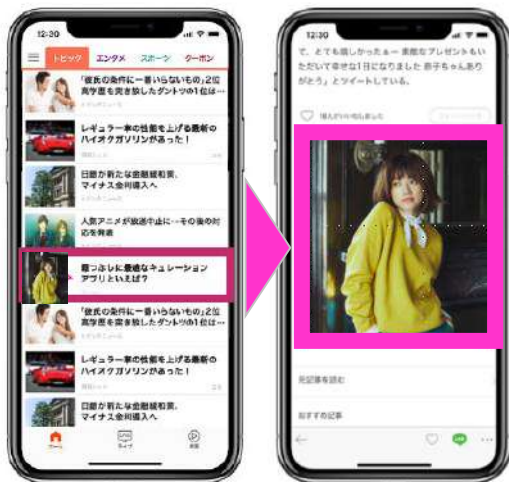 12:30
トピック エンタメ スポーツ クーポン
「彼氏の条件に一番いらないもの」2位
高学歴を突き放したダントツの1位は…
レギュラー車の性能を上げる最新の
ハイオクガソリンがあった!
日銀が新たな金融緩和策、
マイナス金利導入へ
人気アニメが放送中止に…その後の対
応を発表
暇つぶしに最適なキュレーション
アプリといえば?
「彼氏の条件に一番いらないもの」2位
高学歴を突き放したダントツの1位は…
レギュラー車の性能を上げる最新の
ハイオクガソリンがあった!
日銀が新たな金融緩和策、
マイナス金利導入へ
ホーム ライブ
12:30
で、とても嬉しかったぁー 素敵なプレゼントもい
ただいて幸せな1日になりました 恭子ちゃんあり
がとう」とツイートしている。
元記事を読む
おすすめの記事